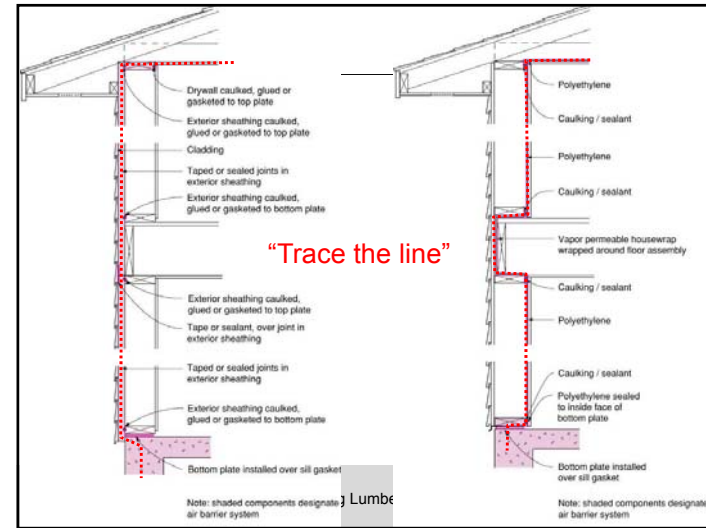 Drywall caulked, glued or
gasketed to top plate
Exterior sheathing caulked,
glued or gasketed to top plate
Cladding
Taped or sealed joints in
exterior sheathing
Exterior sheathing caulked,
glued or gasketed to bottom plate
Exterior sheathing caulked,
glued or gasketed to top plate
Tape or sealant, over joint in
exterior sheathing
Taped or sealed joints in
exterior sheathing
Exterior sheathing caulked,
glued or gasketed to bottom plate
Bottom plate installed over sill gasket
Note: shaded components designate
air barrier system
“Trace the line”
Polyethylene
Caulking / sealant
Polyethylene
Caulking / sealant
Vapor permeable housewrap
wrapped around floor assembly
Caulking / sealant
Polyethylene
Caulking / sealant
Polyethylene sealed
to inside face of
bottom plate
Bottom plate installed
over sill gasket
Note: shaded components designate
air barrier system
g Lumbe